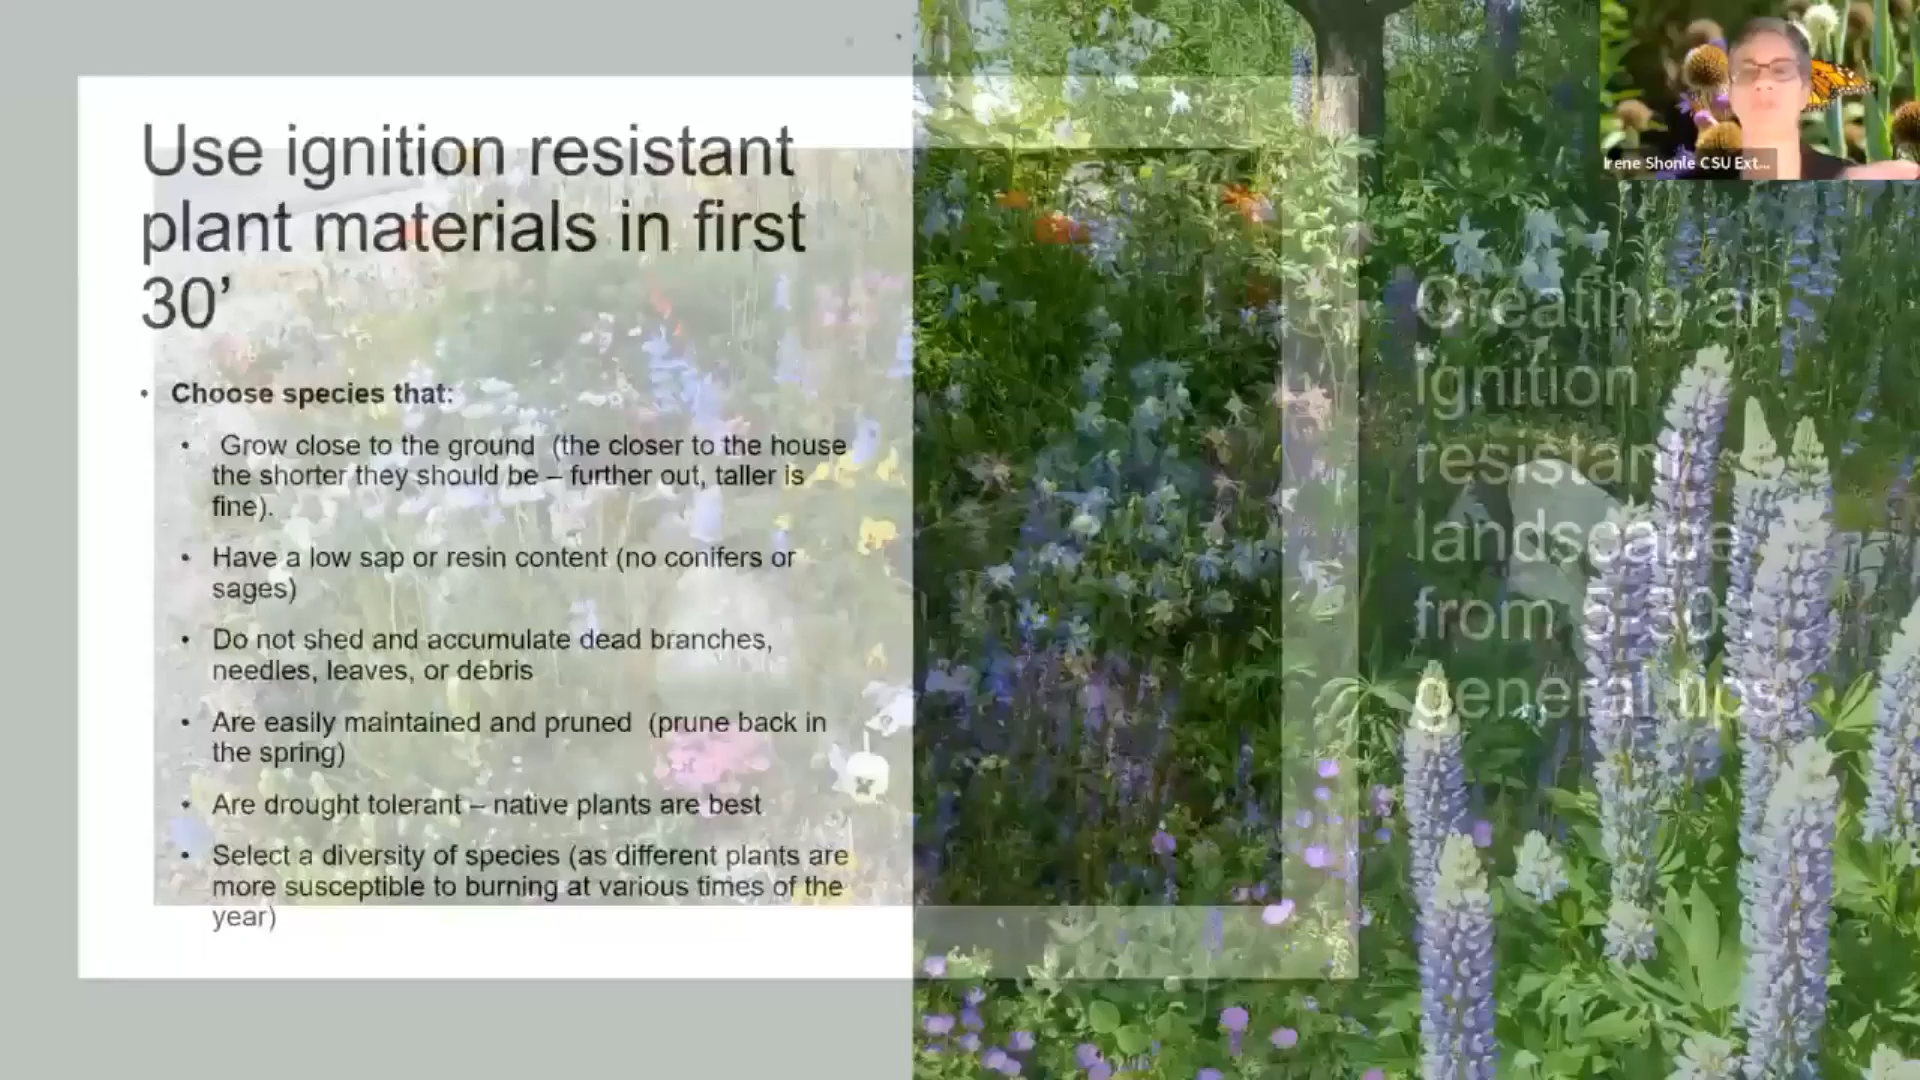 Use ignition resistant
plant materials in first
30’
• Choose species that:
• Grow close to the ground (the closer to the house
the shorter they should be – further out, taller is
fine).
• Have a low sap or resin content (no conifers or
sages)
• Do not shed and accumulate dead branches,
needles, leaves, or debris
• Are easily maintained and pruned (prune back in
the spring)
• Are drought tolerant – native plants are best
• Select a diversity of species (as different plants are
more susceptible to burning at various times of the
year)
Creating an
ignition
resistant
landscape
from 5-30’:
general tips
Irene Shonle CSU Ext...